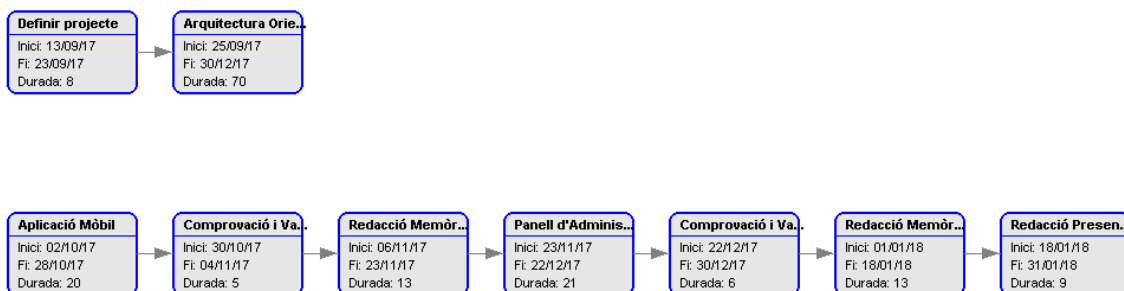 Definir projecte
Inici: 13/09/17
Fi: 23/09/17
Durada: 8
Arquitectura Orie...
Inici: 25/09/17
Fi: 30/12/17
Durada: 70
Aplicació Mòbil
Inici: 02/10/17
Fi: 28/10/17
Durada: 20
Comprovació i Va...
Inici: 30/10/17
Fi: 04/11/17
Durada: 5
Redacció Memòr...
Inici: 06/11/17
Fi: 23/11/17
Durada: 13
Panell d'Adminis...
Inici: 23/11/17
Fi: 22/12/17
Durada: 21
Comprovació i Va...
Inici: 22/12/17
Fi: 30/12/17
Durada: 6
Redacció Memòr...
Inici: 01/01/18
Fi: 18/01/18
Durada: 13
Redacció Presen...
Inici: 18/01/18
Fi: 31/01/18
Durada: 9